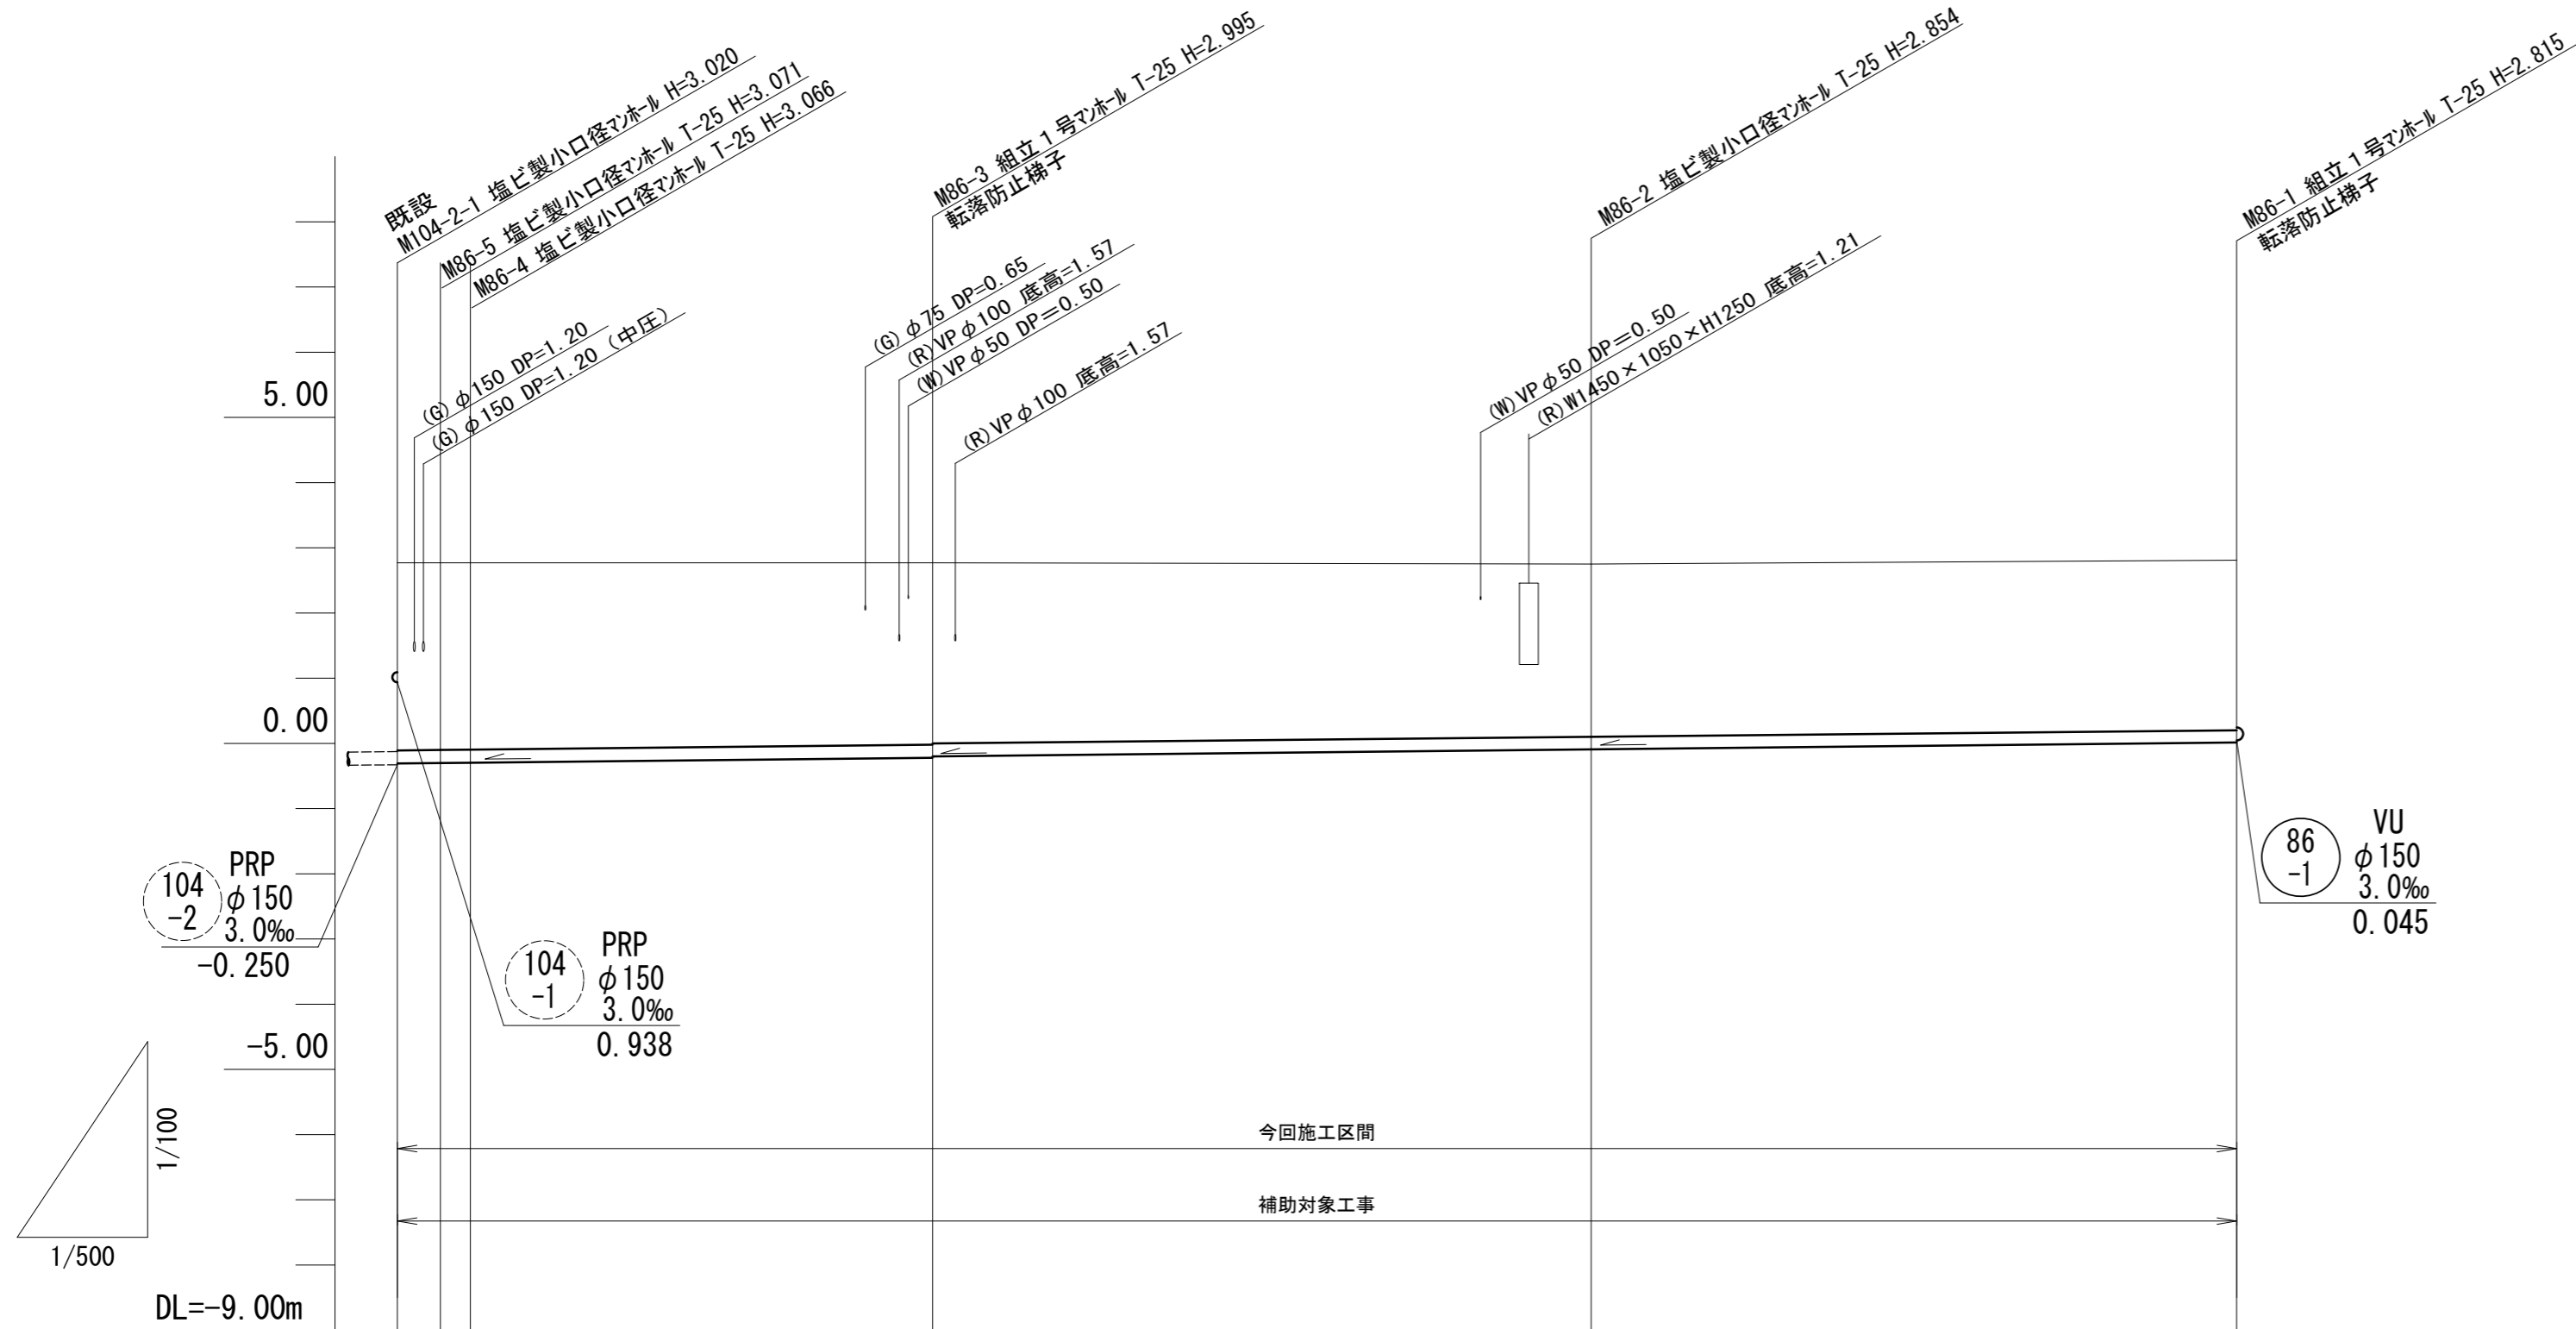 既設
M104-2-1 塩ビ製小口径マンホール H=3.020
M86-5 塩ビ製小口径マンホール T-25 H=3.071
M86-4 塩ビ製小口径マンホール T-25 H=3.066
M86-3 組立1号マンホール T-25 H=2.995
転落防止梯子
M86-2 塩ビ製小口径マンホール T-25 H=2.854
M86-1 組立1号マンホール T-25 H=2.815
転落防止梯子
(G)φ150 DP=1.20
(G)φ150 DP=1.20 (中圧)
(G)φ75 DP=0.65
(R)VPφ100 底高=1.57
(W)VPφ50 DP=0.50
(R)VPφ100 底高=1.57
(W)VPφ50 DP=0.50
(R)W1450×1050×H1250 底高=1.21
5.00
0.00
-5.00
DL=-9.00m
104
-2
PRP
φ150
3.0‰
-0.250
104
-1
PRP
φ150
3.0‰
0.938
86
-1
VU
φ150
3.0‰
0.045
1/100
1/500
今回施工区間
補助対象工事